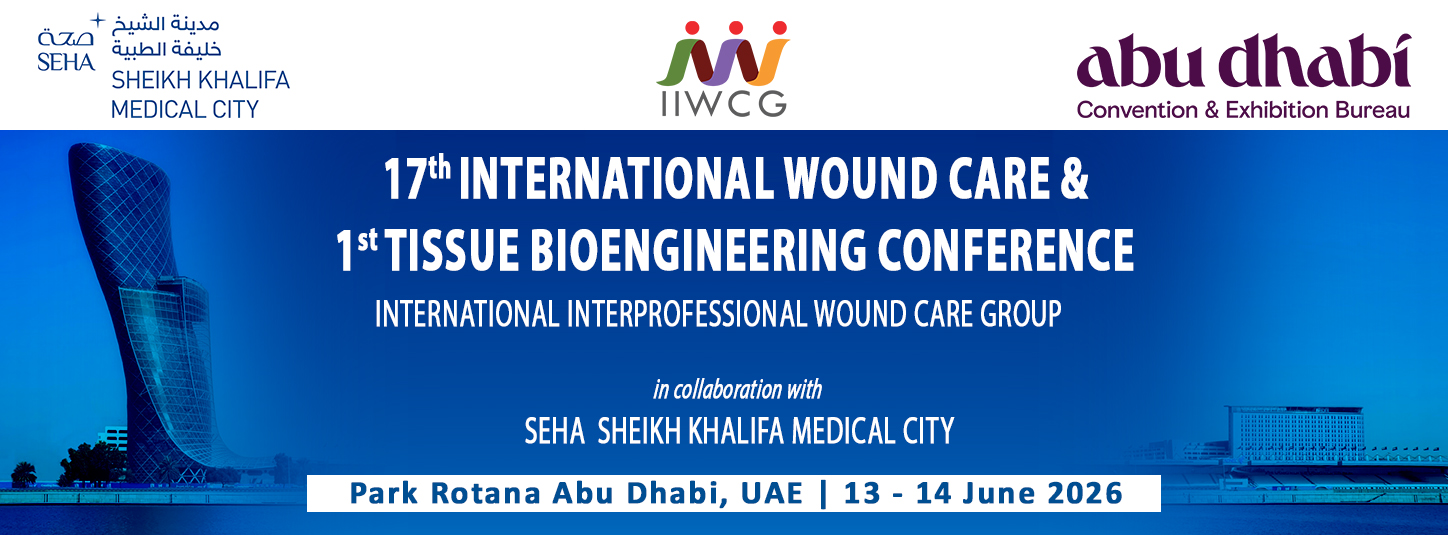 صحة
SEHA
مدينة الشيخ
خليفة الطبية
SHEIKH KHALIFA
MEDICAL CITY
IIWCG
abu dhabi
Convention & Exhibition Bureau
17th INTERNATIONAL WOUND CARE &
1st TISSUE BIOENGINEERING CONFERENCE
INTERNATIONAL INTERPROFESSIONAL WOUND CARE GROUP
in collaboration with
SEHA SHEIKH KHALIFA MEDICAL CITY
Park Rotana Abu Dhabi, UAE | 13 - 14 June 2026